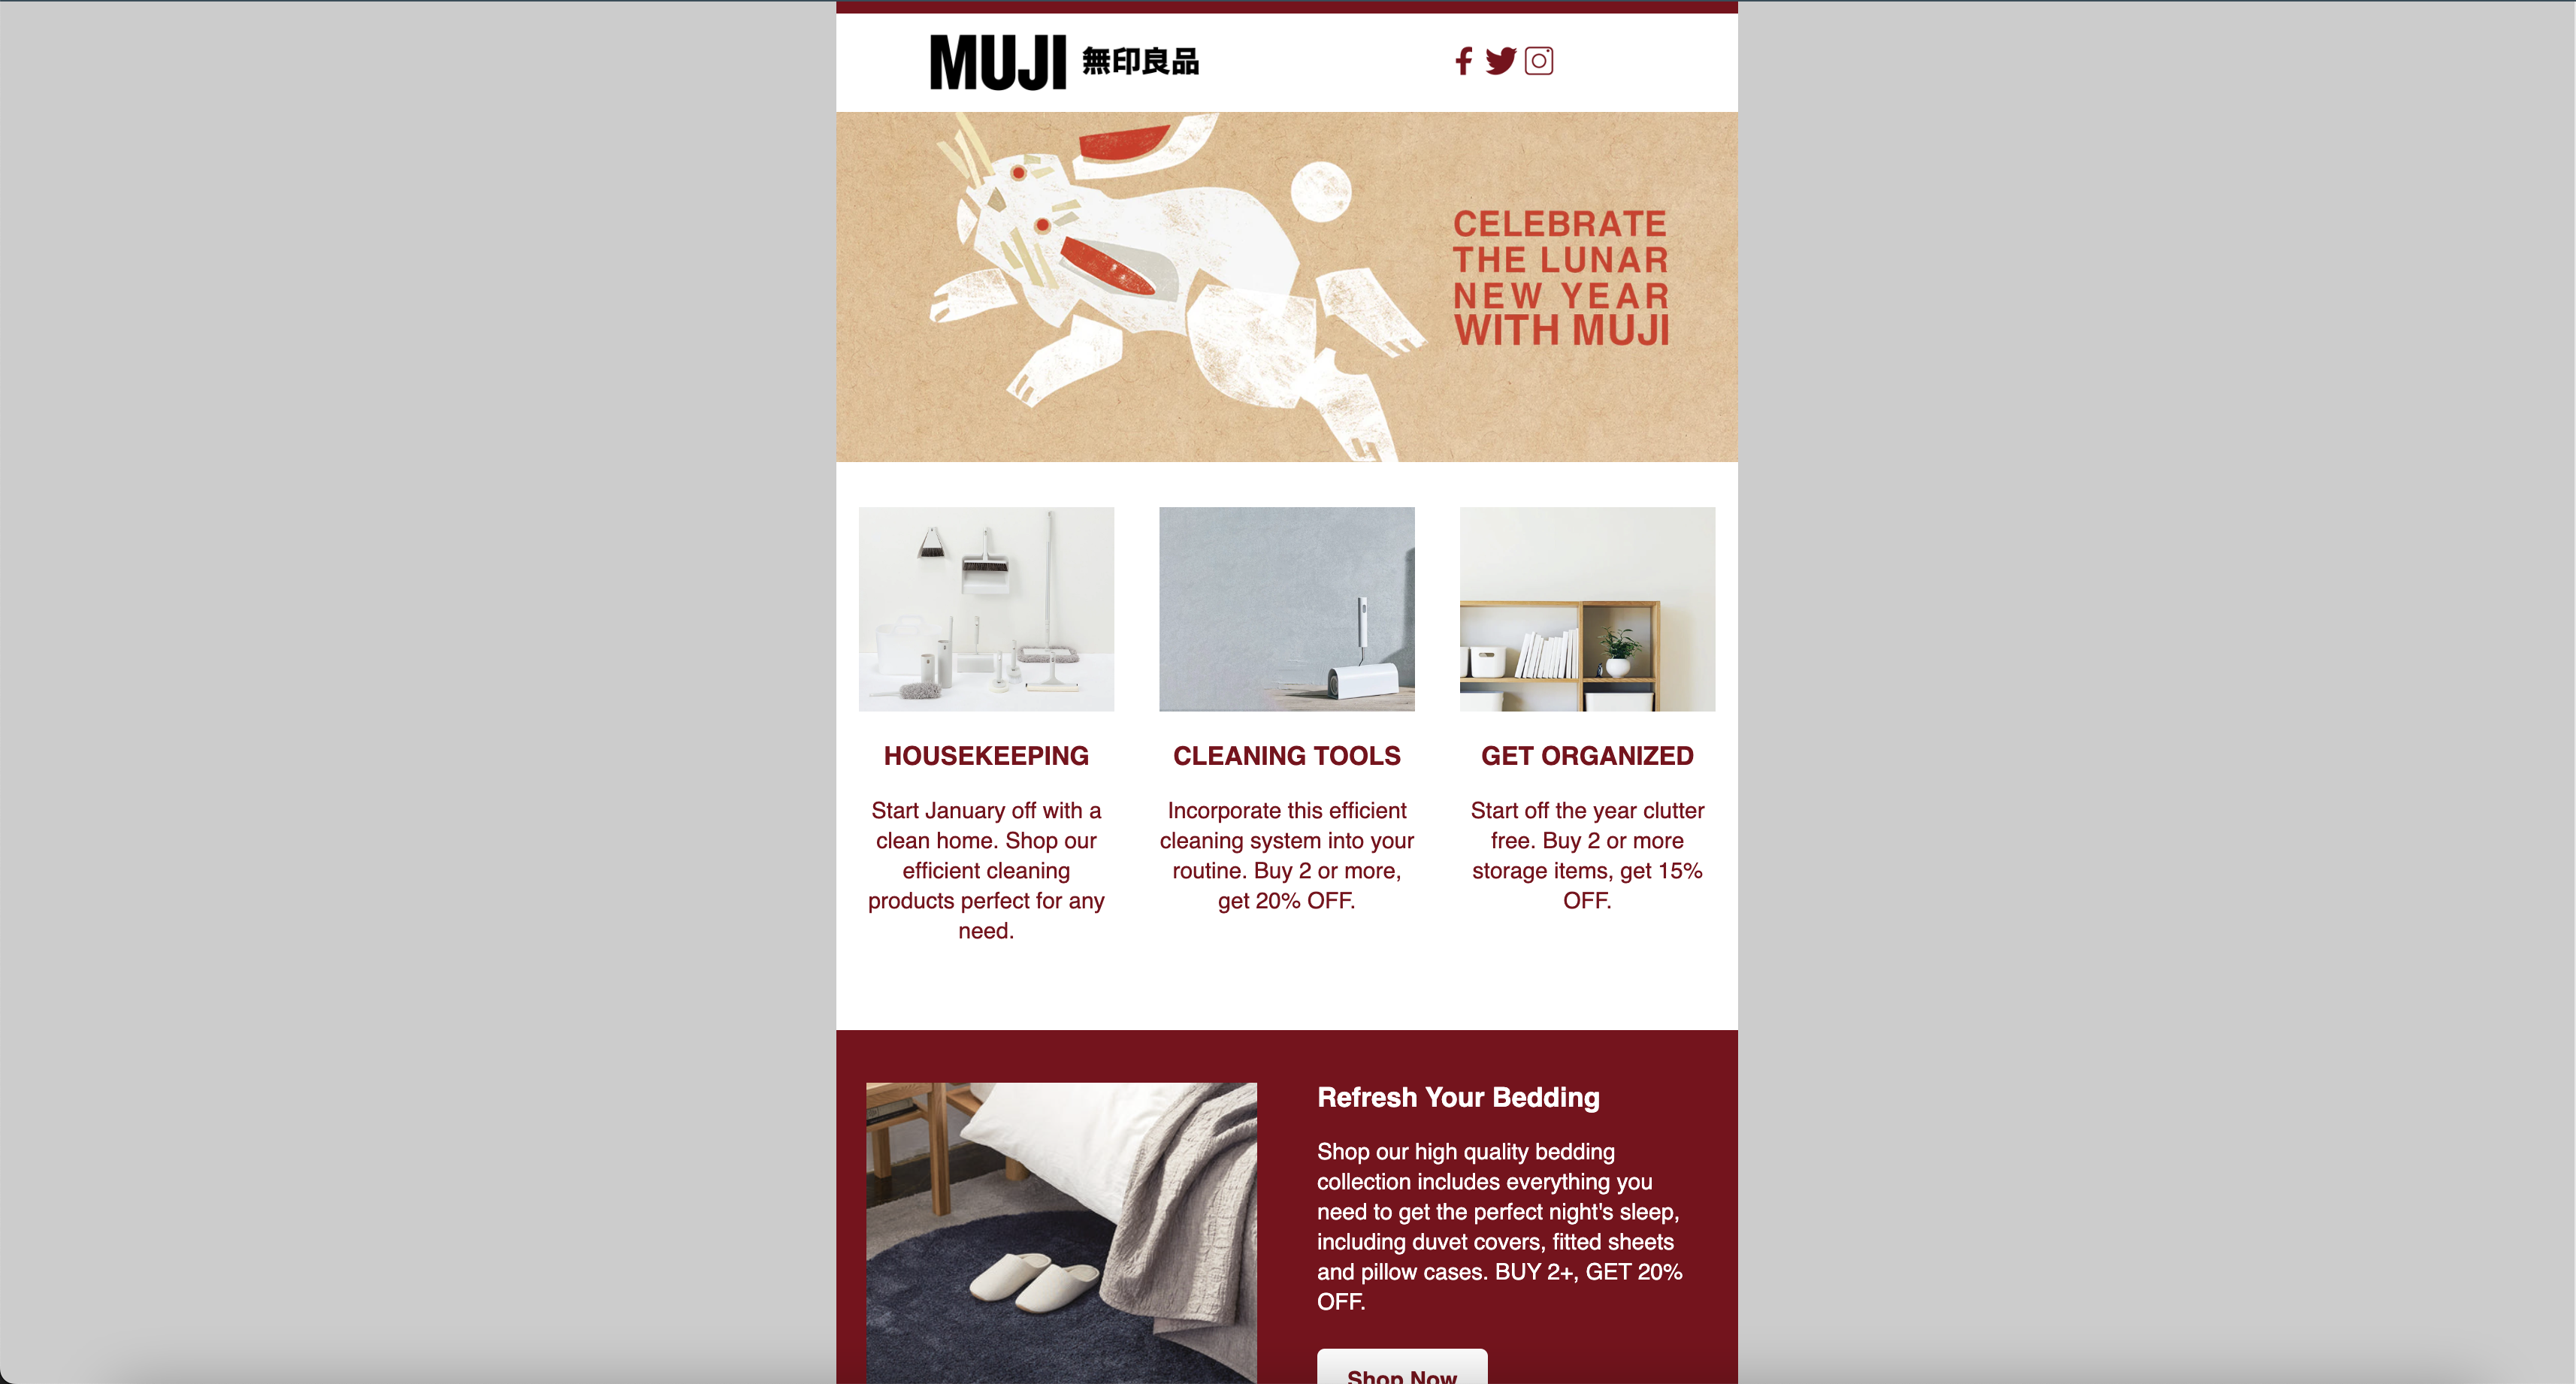 MUJI 無印良品
CELEBRATE
THE LUNAR
NEW YEAR
WITH MUJI
HOUSEKEEPING
Start January off with a
clean home. Shop our
efficient cleaning
products perfect for any
need.
CLEANING TOOLS
Incorporate this efficient
cleaning system into your
routine. Buy 2 or more,
get 20% OFF.
GET ORGANIZED
Start off the year clutter
free. Buy 2 or more
storage items, get 15%
OFF.
Refresh Your Bedding
Shop our high quality bedding
collection includes everything you
need to get the perfect night's sleep,
including duvet covers, fitted sheets
and pillow cases. BUY 2+, GET 20%
OFF.
Shop Now